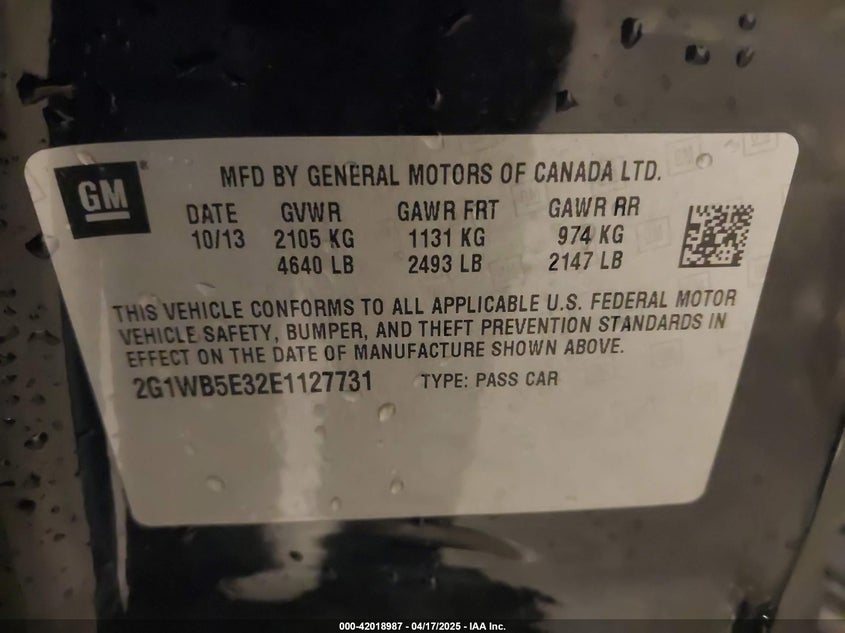 GM ®
MFD BY GENERAL MOTORS OF CANADA LTD.
DATE GVWR GAWR FRT GAWR RR
10/13 2105 KG 1131 KG 974 KG
4640 LB 2493 LB 2147 LB
THIS VEHICLE CONFORMS TO ALL APPLICABLE U.S. FEDERAL MOTOR
VEHICLE SAFETY, BUMPER, AND THEFT PREVENTION STANDARDS IN
EFFECT ON THE DATE OF MANUFACTURE SHOWN ABOVE.
2G1WB5E32E1127731 TYPE: PASS CAR
000-42018987 - 04/17/2025 - IAA Inc.